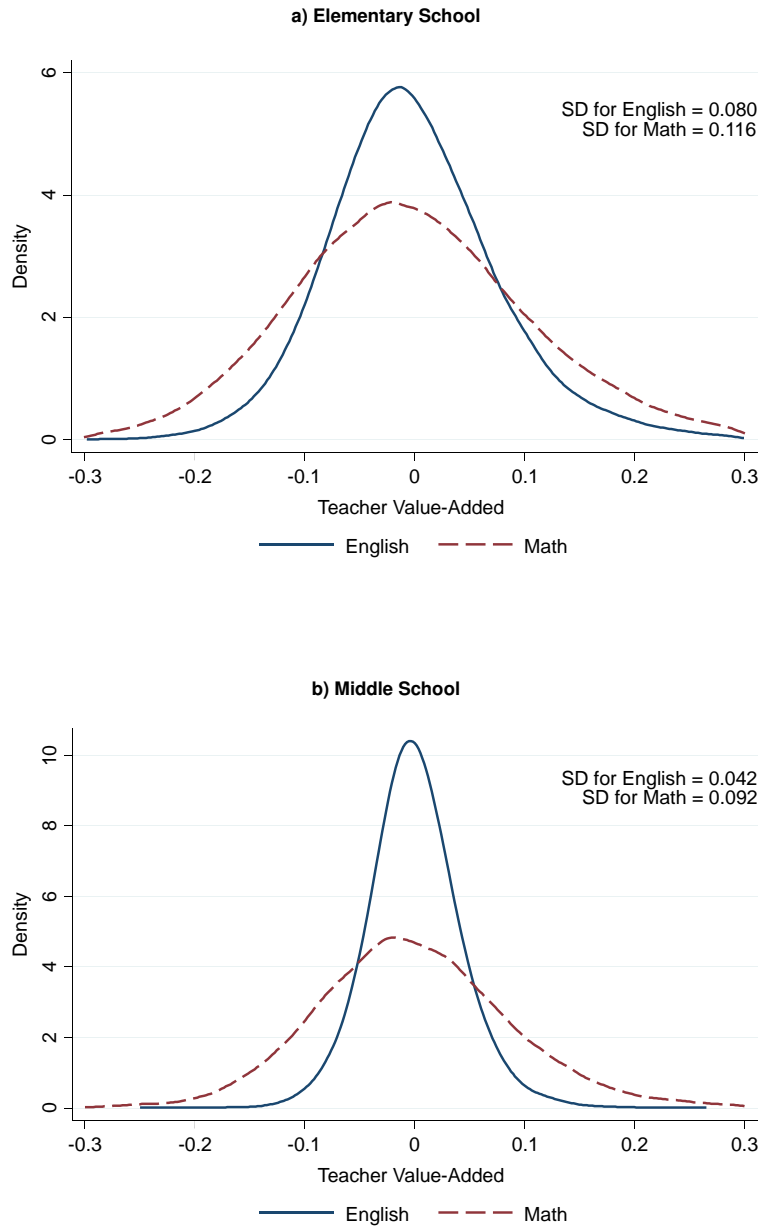 a) Elementary School
6
4
2
0
Density
SD for English = 0.080
SD for Math = 0.116
-0.3 -0.2 -0.1 0 0.1 0.2 0.3
Teacher Value-Added
English Math
b) Middle School
10
8
6
4
2
0
Density
SD for English = 0.042
SD for Math = 0.092
-0.3 -0.2 -0.1 0 0.1 0.2 0.3
Teacher Value-Added
English Math